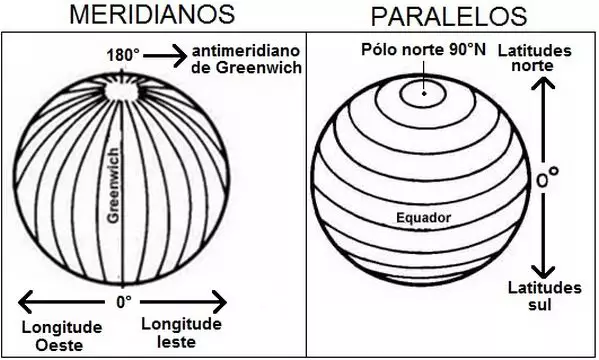 MERIDIANOS
180° antimeridiano
de Greenwich
Greenwich
0°
Longitude
Oeste
Longitude
leste
PARALELOS
Pólo norte 90°N
Latitudes
norte
0°
Equador
Latitudes
sul